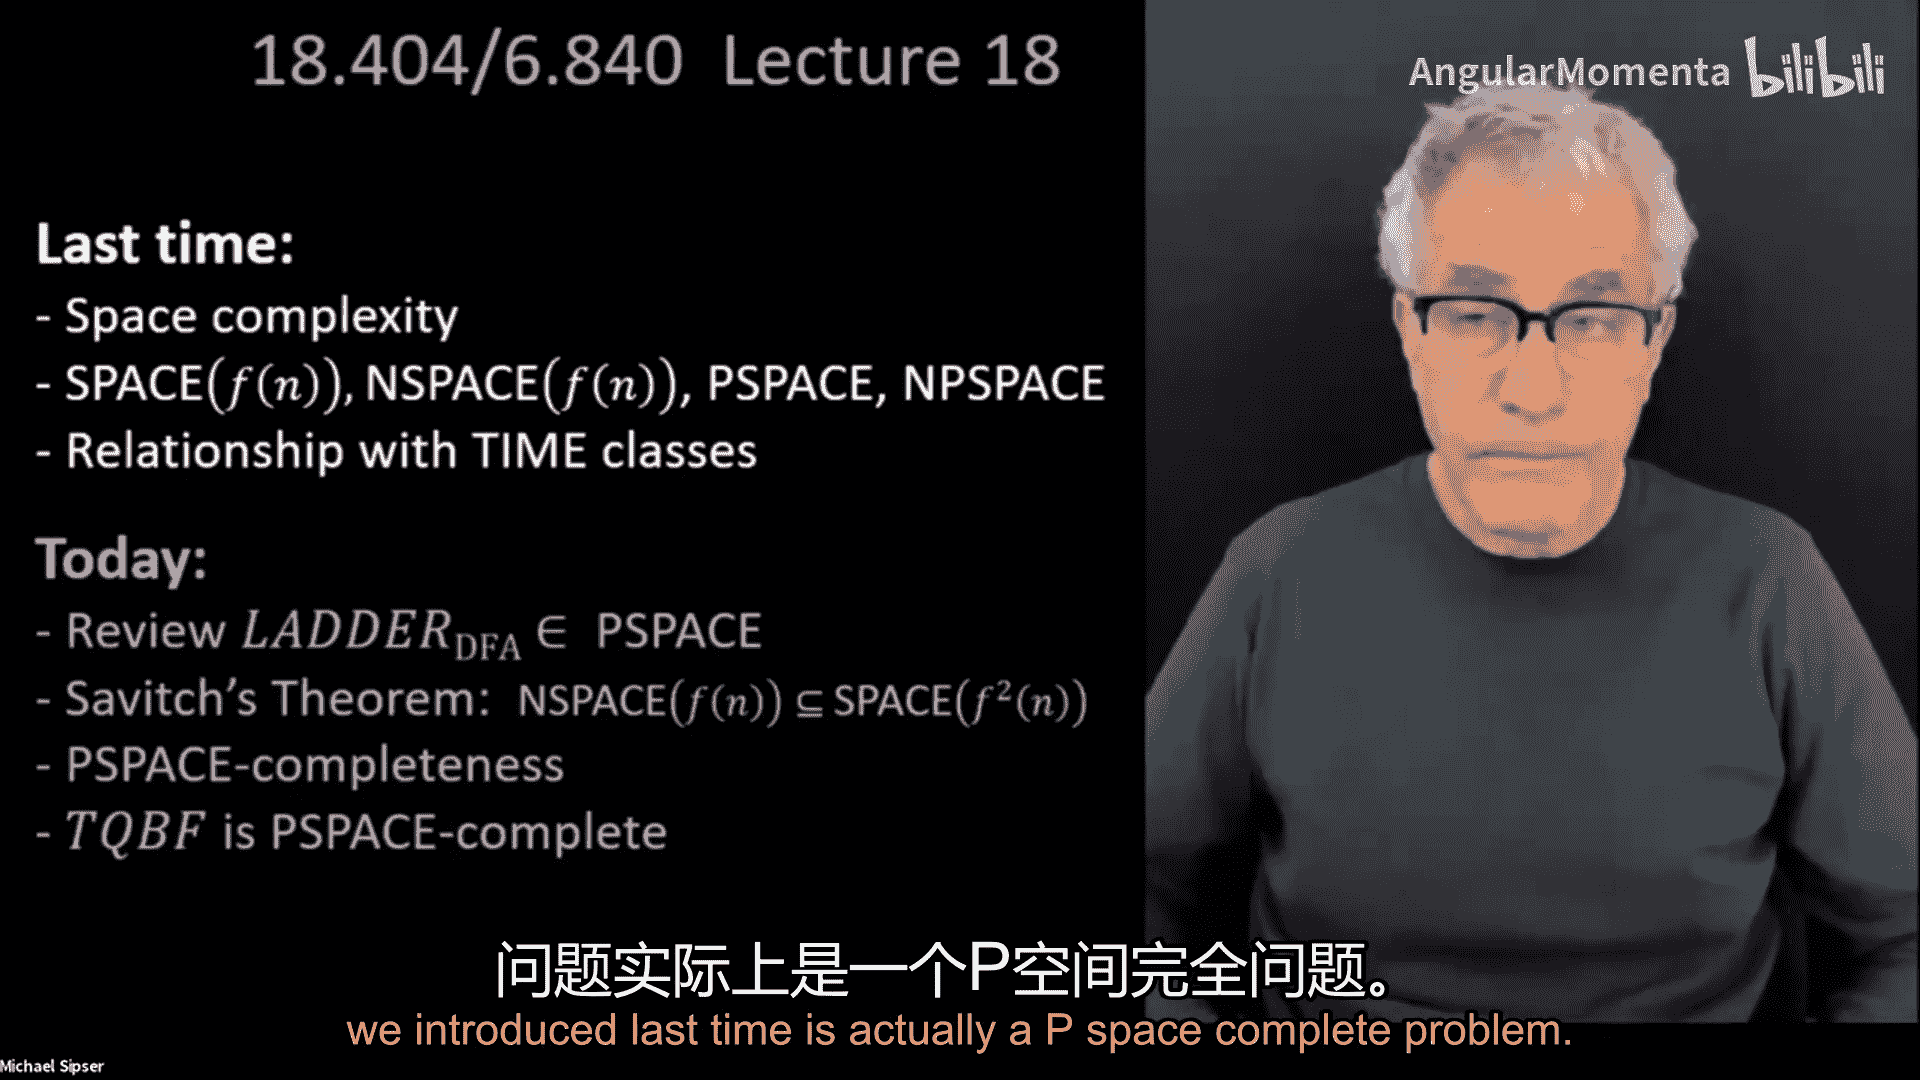 18.404/6.840 Lecture 18
AngularMomenta bilibili
Last time:
- Space complexity
- SPACE(f(n)), NSPACE(f(n)), PSPACE, NPSPACE
- Relationship with TIME classes
Today:
- Review LADDER_DFA ∈ PSPACE
- Savitch’s Theorem: NSPACE(f(n)) ⊆ SPACE(f²(n))
- PSPACE-completeness
- TQBF is PSPACE-complete
问题实际上是一个P空间完全问题。
we introduced last time is actually a P space complete problem.
Michael Sipser